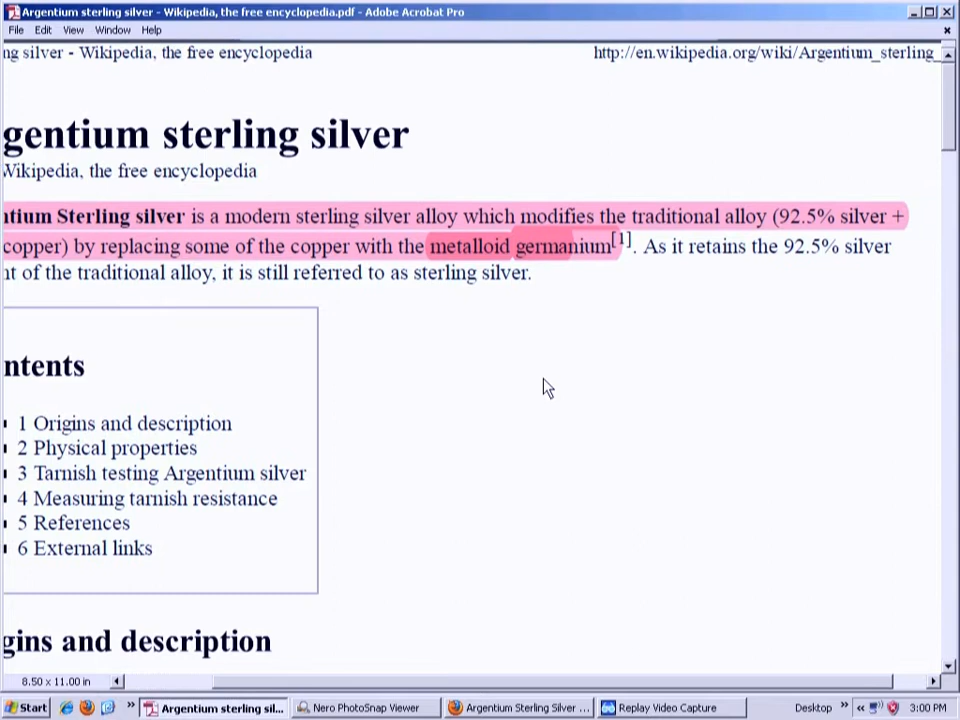 Argentium sterling silver - Wikipedia, the free encyclopedia.pdf - Adobe Acrobat Pro
File Edit View Window Help
ng silver - Wikipedia, the free encyclopedia http://en.wikipedia.org/wiki/Argentium_sterling_
gentium sterling silver
Wikipedia, the free encyclopedia
ntium Sterling silver is a modern sterling silver alloy which modifies the traditional alloy (92.5% silver +
copper) by replacing some of the copper with the metalloid germanium[1]. As it retains the 92.5% silver
nt of the traditional alloy, it is still referred to as sterling silver.
ntents
1 Origins and description
2 Physical properties
3 Tarnish testing Argentium silver
4 Measuring tarnish resistance
5 References
6 External links
gins and description
8.50 x 11.00 in
Start » Argentium sterling sil... Nero PhotoSnap Viewer Argentium Sterling Silver ... Replay Video Capture Desktop » « 3:00 PM